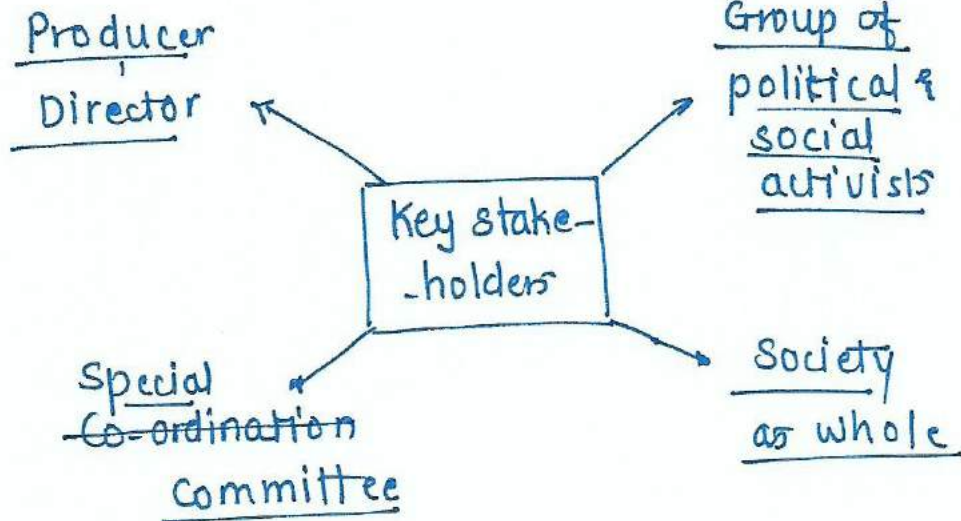 Producer
Director
Group of
political &
social
activists
Key stake-
-holders
Special
Co-ordination
Committee
Society
as whole